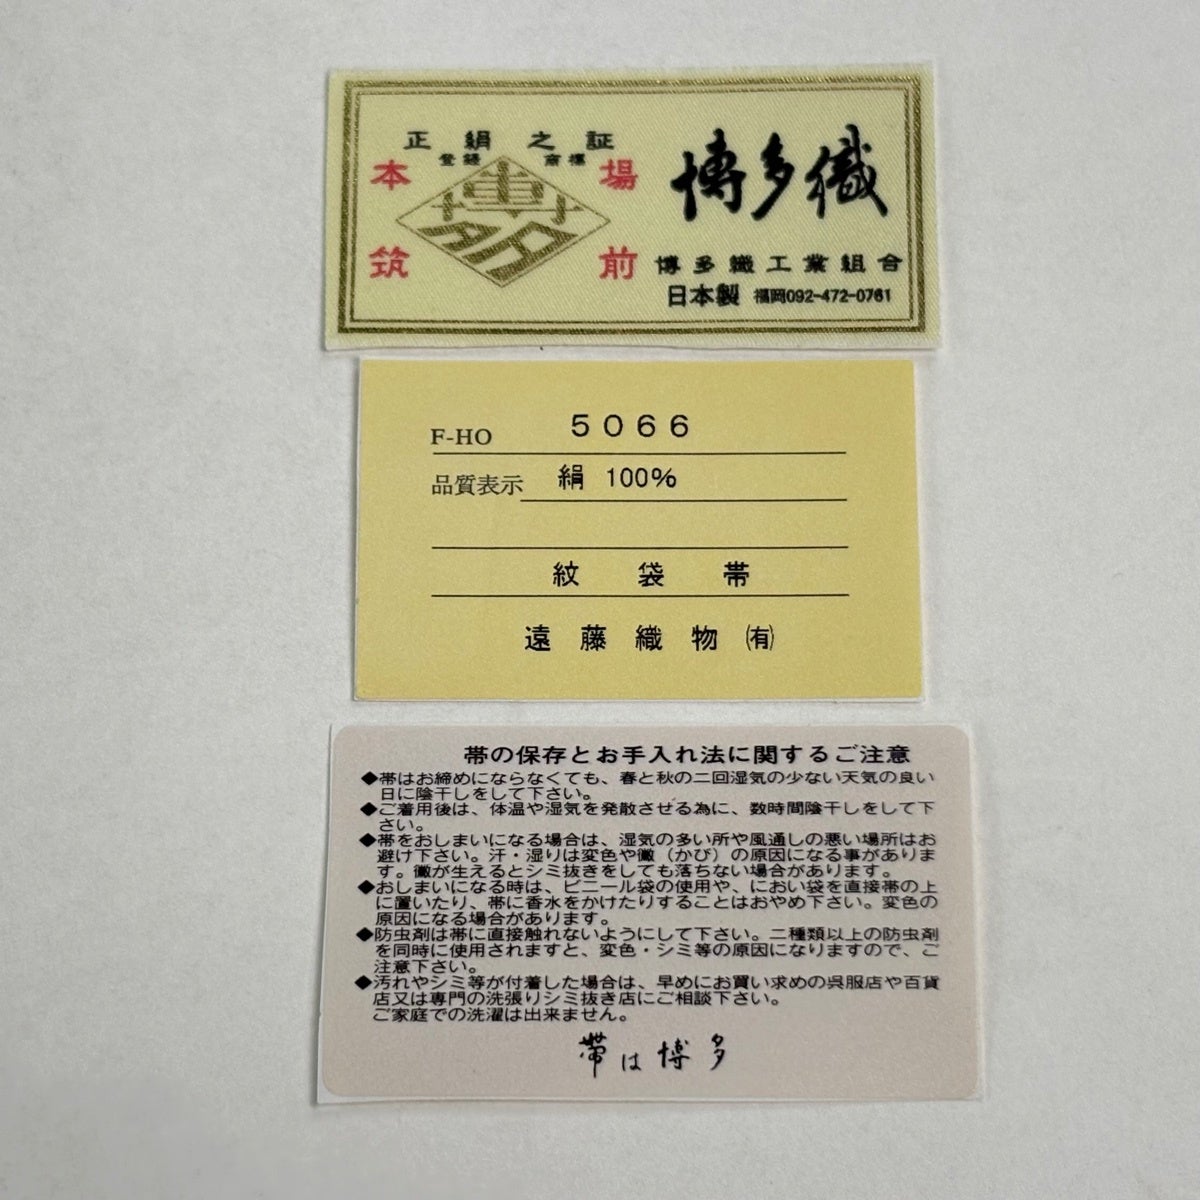 正絹之証
登録 商標
本場
筑前
博多
博多織
博多織工業組合
日本製 福岡092-472-0761
F-HO 5066
品質表示 絹 100%
紋袋帯
遠藤織物㈲
帯の保存とお手入れ法に関するご注意
◆帯はお締めにならなくても、春と秋の二回湿気の少ない天気の良い
日に陰干しをして下さい。
◆ご着用後は、体温や湿気を発散させる為に、数時間陰干しをして下
さい。
◆帯をおしまいになる場合は、湿気の多い所や風通しの悪い場所はお
避け下さい。汗・湿りは変色や黴（かび）の原因になる事がありま
す。黴が生えるとシミ抜きをしても落ちない場合があります。
◆おしまいになる時は、ビニール袋の使用や、におい袋を直接帯の上
に置いたり、帯に香水をかけたりすることはおやめ下さい。変色の
原因になる場合があります。
◆防虫剤は帯に直接触れないようにして下さい。二種類以上の防虫剤
を同時に使用されますと、変色・シミ等の原因になりますので、ご
注意下さい。
◆汚れやシミ等が付着した場合は、早めにお買い求めの呉服店や百貨
店又は専門の洗張りシミ抜き店にご相談下さい。
ご家庭での洗濯は出来ません。
帯は博多